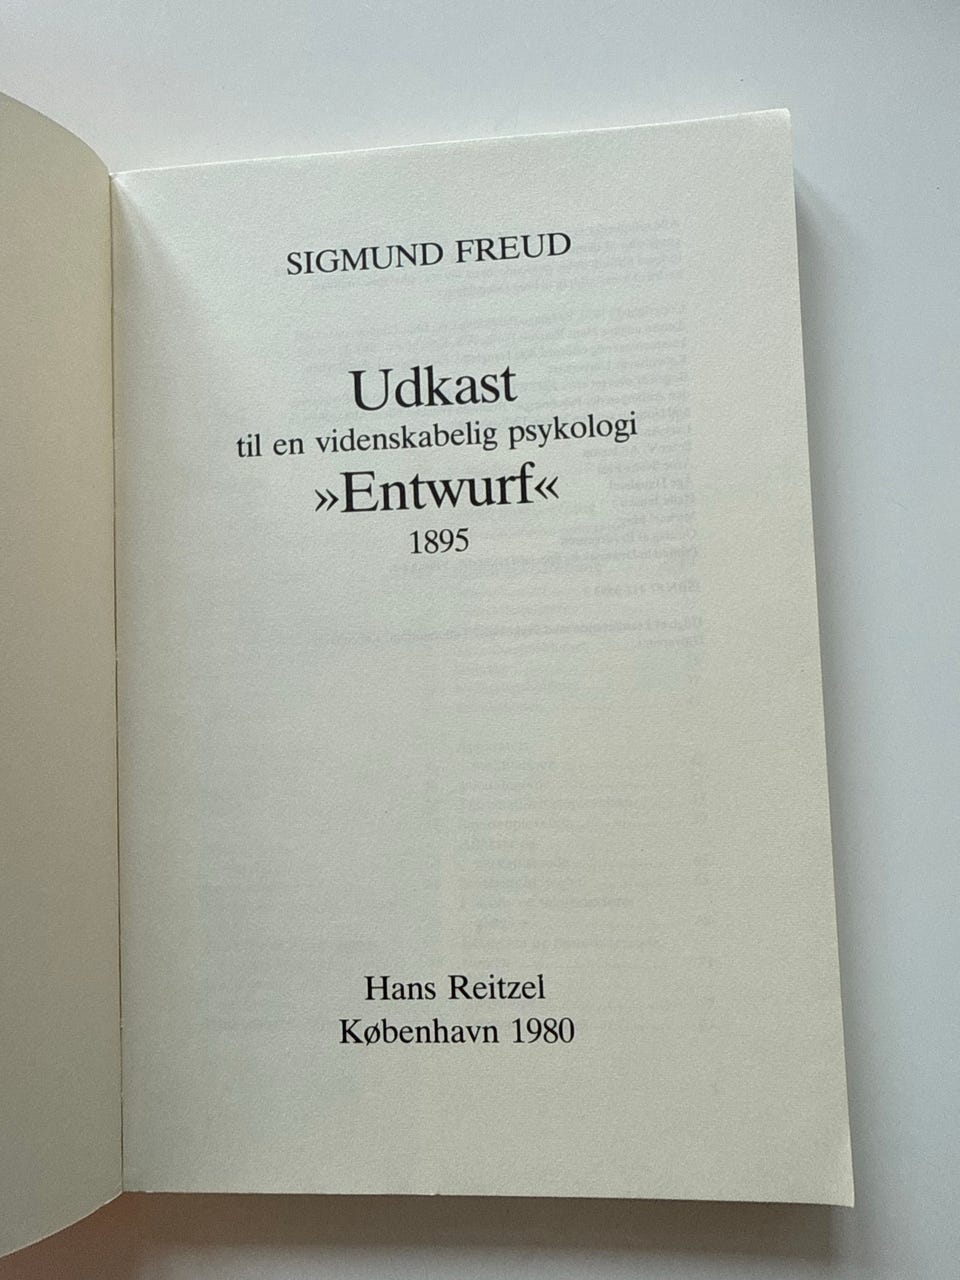 SIGMUND FREUD
Udkast
til en videnskabelig psykologi
»Entwurf«
1895
Hans Reitzel
København 1980